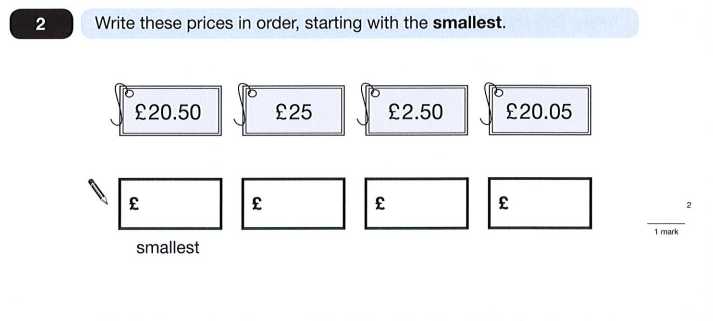 2 Write these prices in order, starting with the smallest.
£20.50 £25 £2.50 £20.05
£ £ £ £
smallest
2
1 mark